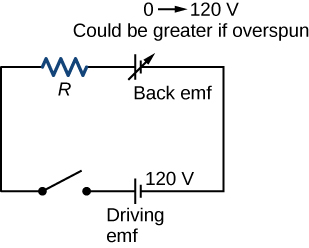 0 → 120 V
Could be greater if overspun
R
Back emf
120 V
Driving
emf